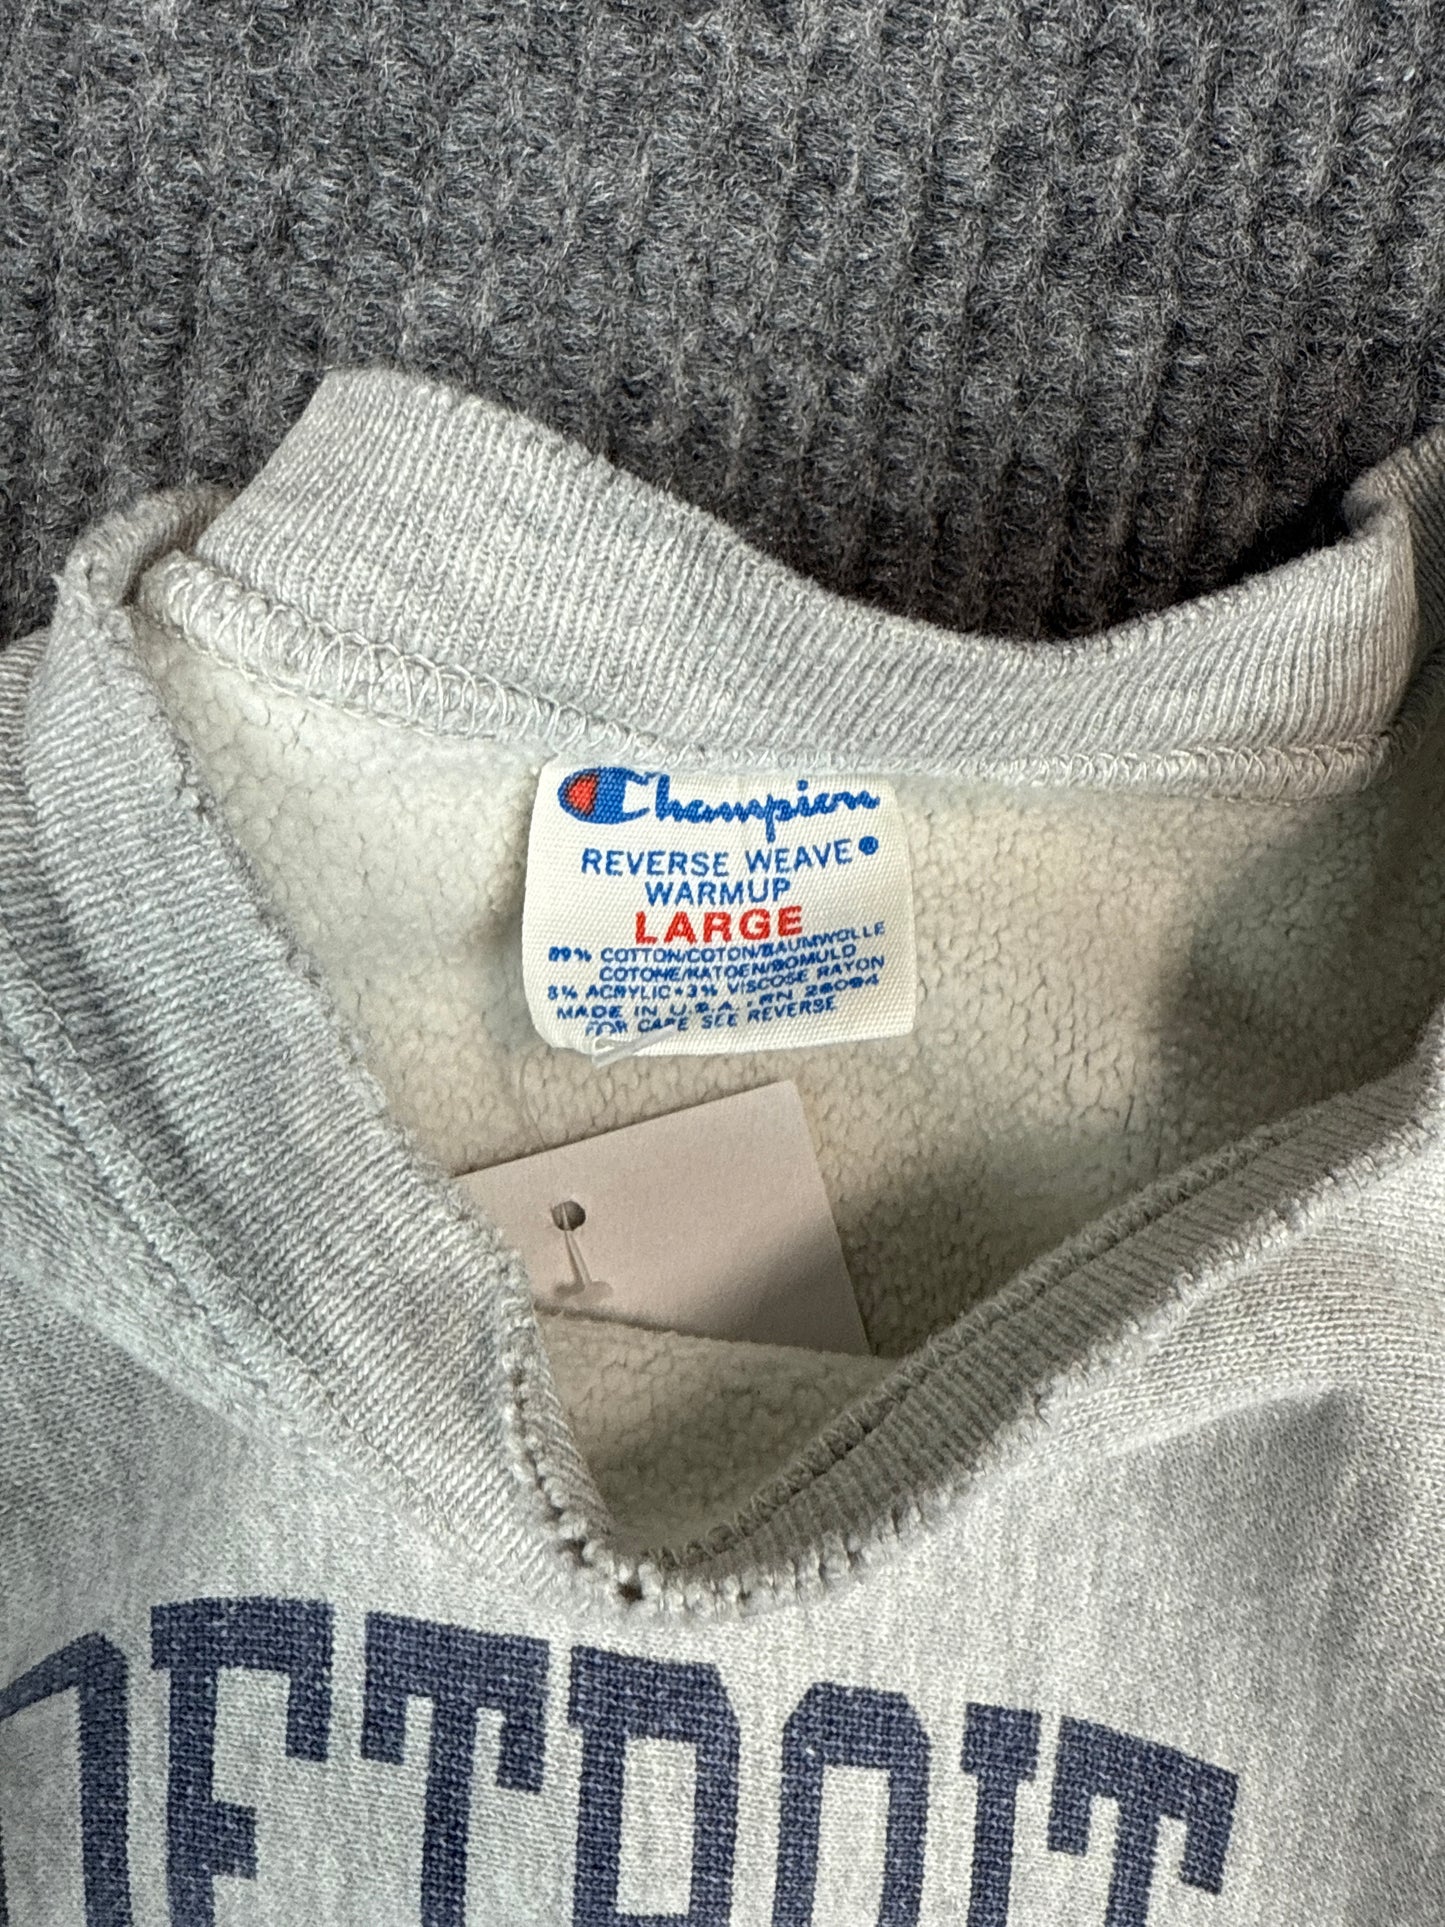 Champion
REVERSE WEAVE®
WARMUP
LARGE
89% COTTON/COTON/BAUMWOLLE
COTONE/KATOEN/BOMULD
8% ACRYLIC • 3% VISCOSE RAYON
MADE IN U.S.A. • RN 26094
FOR CARE SEE REVERSE
DETROIT